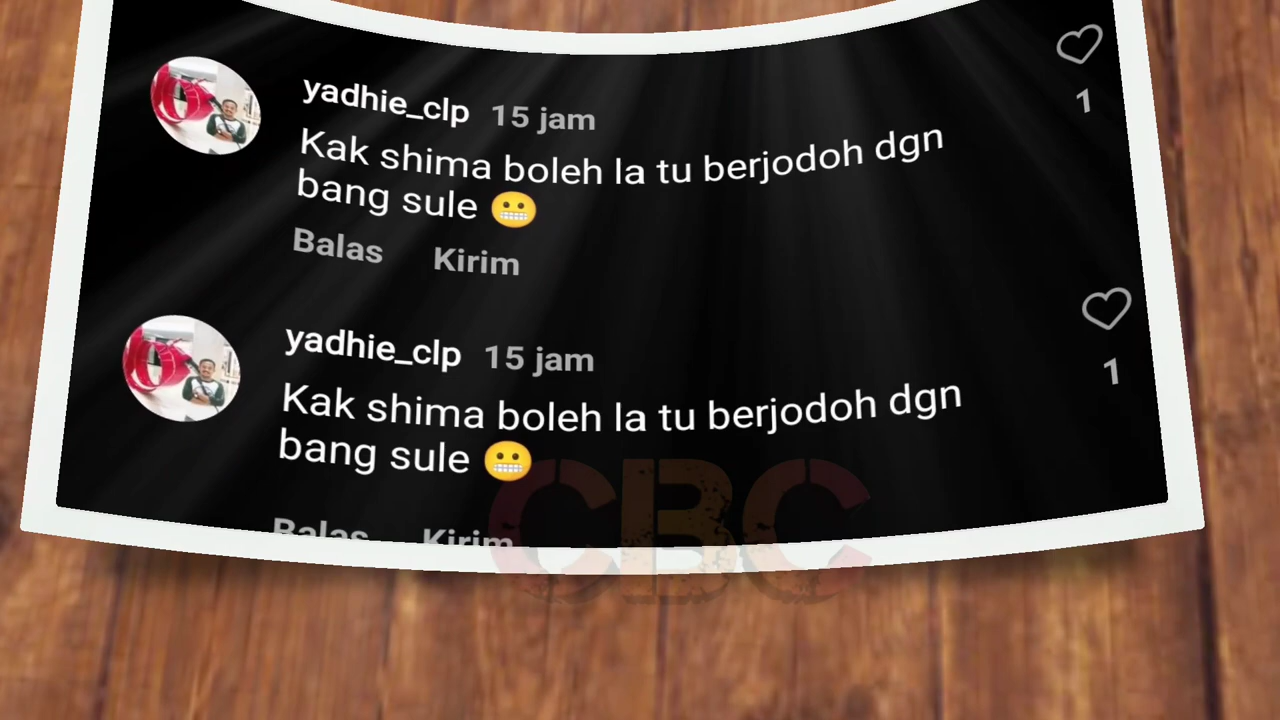 yadhie_clp 15 jam
1
Kak shima boleh la tu berjodoh dgn
bang sule 😬
Balas Kirim
yadhie_clp 15 jam
1
Kak shima boleh la tu berjodoh dgn
bang sule 😬
Balas Kirim
CBC